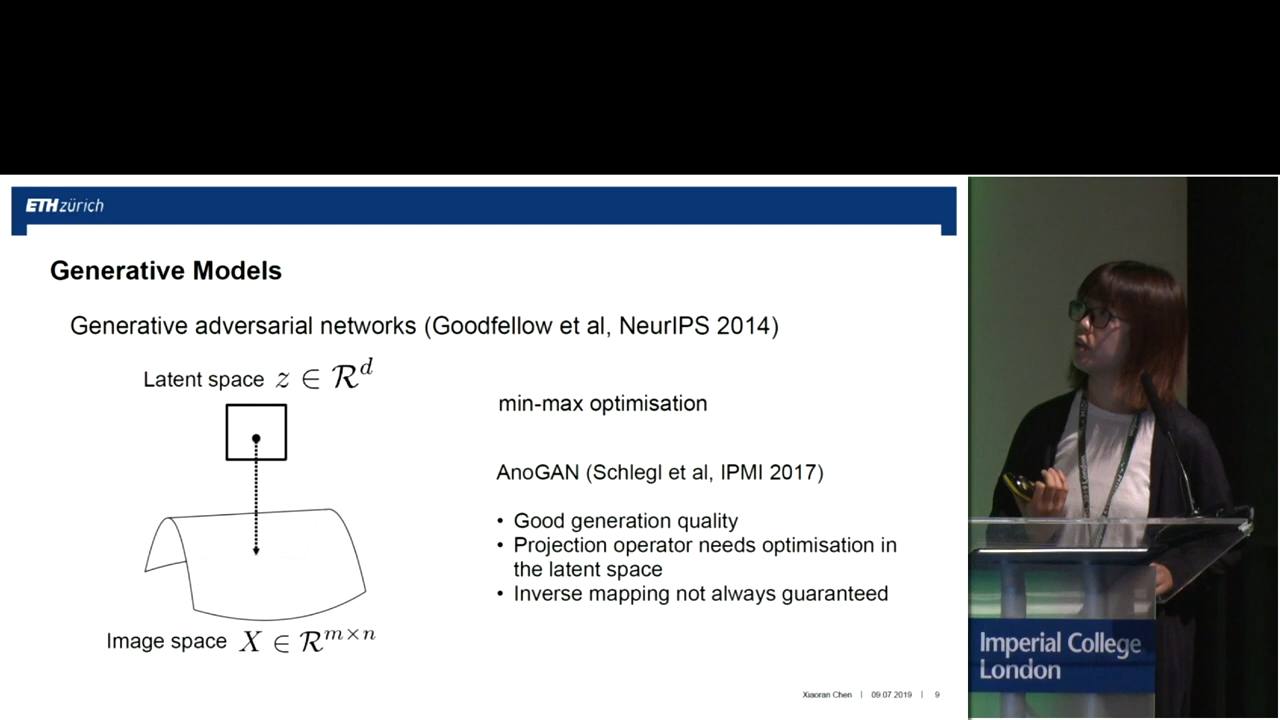 ETH zürich
Generative Models
Generative adversarial networks (Goodfellow et al, NeurIPS 2014)
Latent space z ∈ ℛ^d
min-max optimisation
AnoGAN (Schlegl et al, IPMI 2017)
• Good generation quality
• Projection operator needs optimisation in
the latent space
• Inverse mapping not always guaranteed
Image space X ∈ ℛ^{m×n}
Xiaoran Chen | 09.07.2019 | 9
Imperial College
London